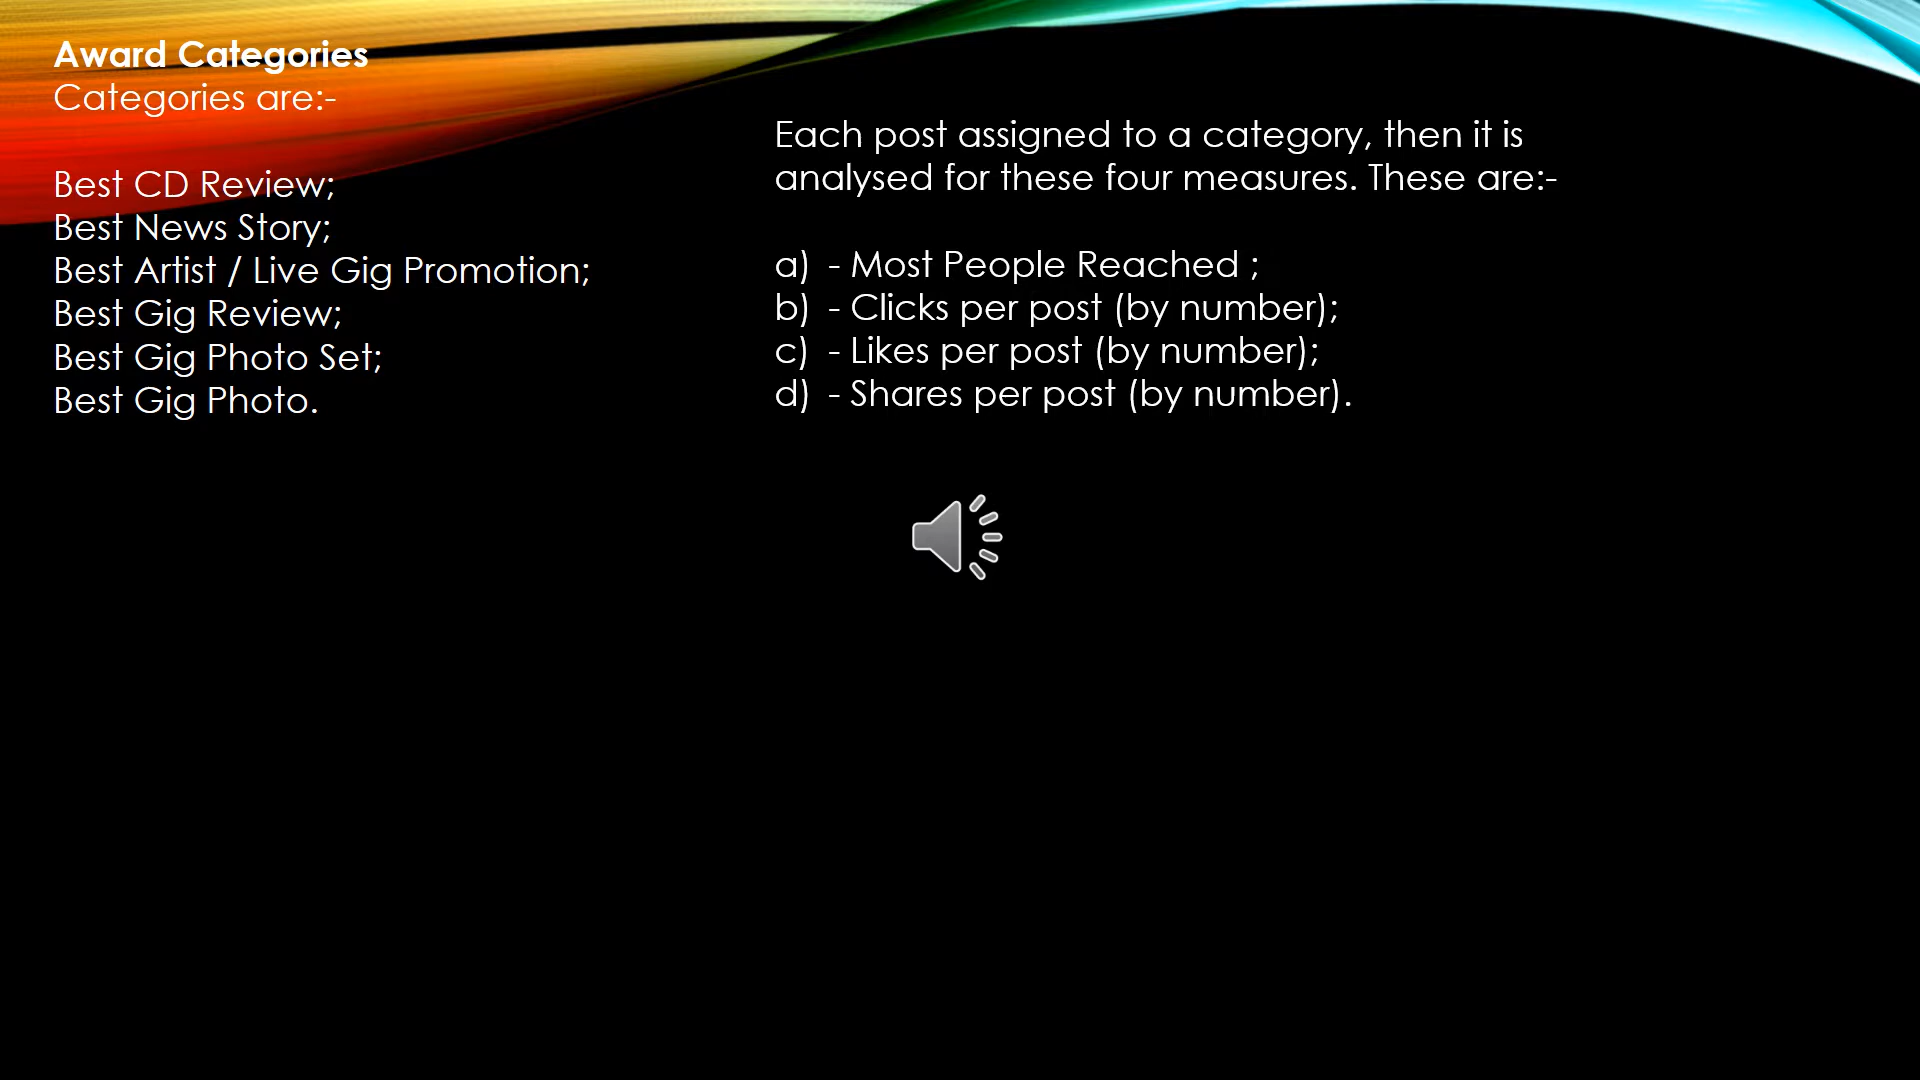 Award Categories
Categories are:-
Best CD Review;
Best News Story;
Best Artist / Live Gig Promotion;
Best Gig Review;
Best Gig Photo Set;
Best Gig Photo.
Each post assigned to a category, then it is
analysed for these four measures. These are:-
a) - Most People Reached ;
b) - Clicks per post (by number);
c) - Likes per post (by number);
d) - Shares per post (by number).